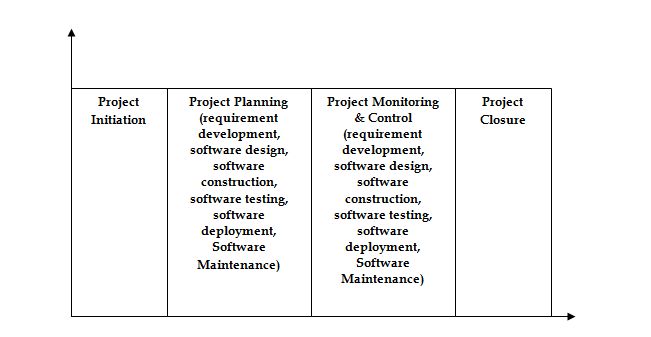 Project
Initiation
Project Planning
(requirement
development,
software design,
software
construction,
software testing,
software
deployment,
Software
Maintenance)
Project Monitoring
& Control
(requirement
development,
software design,
software
construction,
software testing,
software
deployment,
Software
Maintenance)
Project
Closure